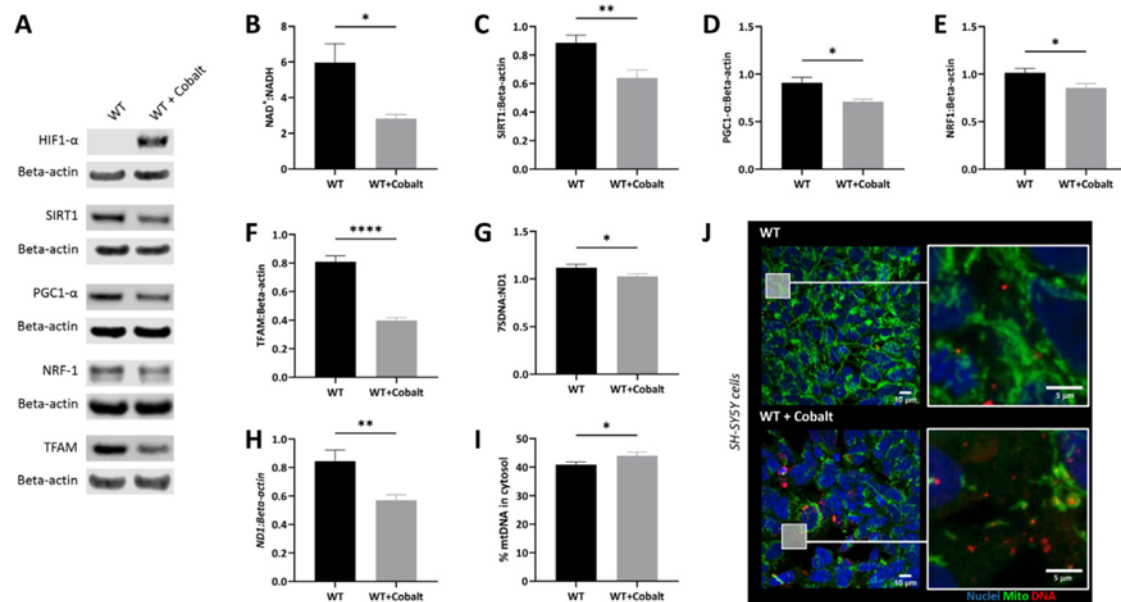 A
WT
WT + Cobalt
HIF1-α
Beta-actin
SIRT1
Beta-actin
PGC1-α
Beta-actin
NRF-1
Beta-actin
TFAM
Beta-actin
B
*
NAD⁺:NADH
8
6
4
2
0
WT
WT+Cobalt
C
**
SIRT1:Beta-actin
1.0
0.8
0.6
0.4
0.2
0.0
WT
WT+Cobalt
D
*
PGC1-α:Beta-actin
1.5
1.0
0.5
0.0
WT
WT+Cobalt
E
*
NRF1:Beta-actin
1.5
1.0
0.5
0.0
WT
WT+Cobalt
F
****
TFAM:Beta-actin
1.0
0.8
0.6
0.4
0.2
0.0
WT
WT+Cobalt
G
*
7SDNA:ND1
1.5
1.0
0.5
0.0
WT
WT+Cobalt
H
**
ND1:Beta-actin
1.0
0.8
0.6
0.4
0.2
0.0
WT
WT+Cobalt
I
*
% mtDNA in cytosol
50
40
30
20
10
0
WT
WT+Cobalt
J
SH-SY5Y cells
WT
10 µm
5 µm
WT + Cobalt
10 µm
5 µm
Nuclei Mito DNA